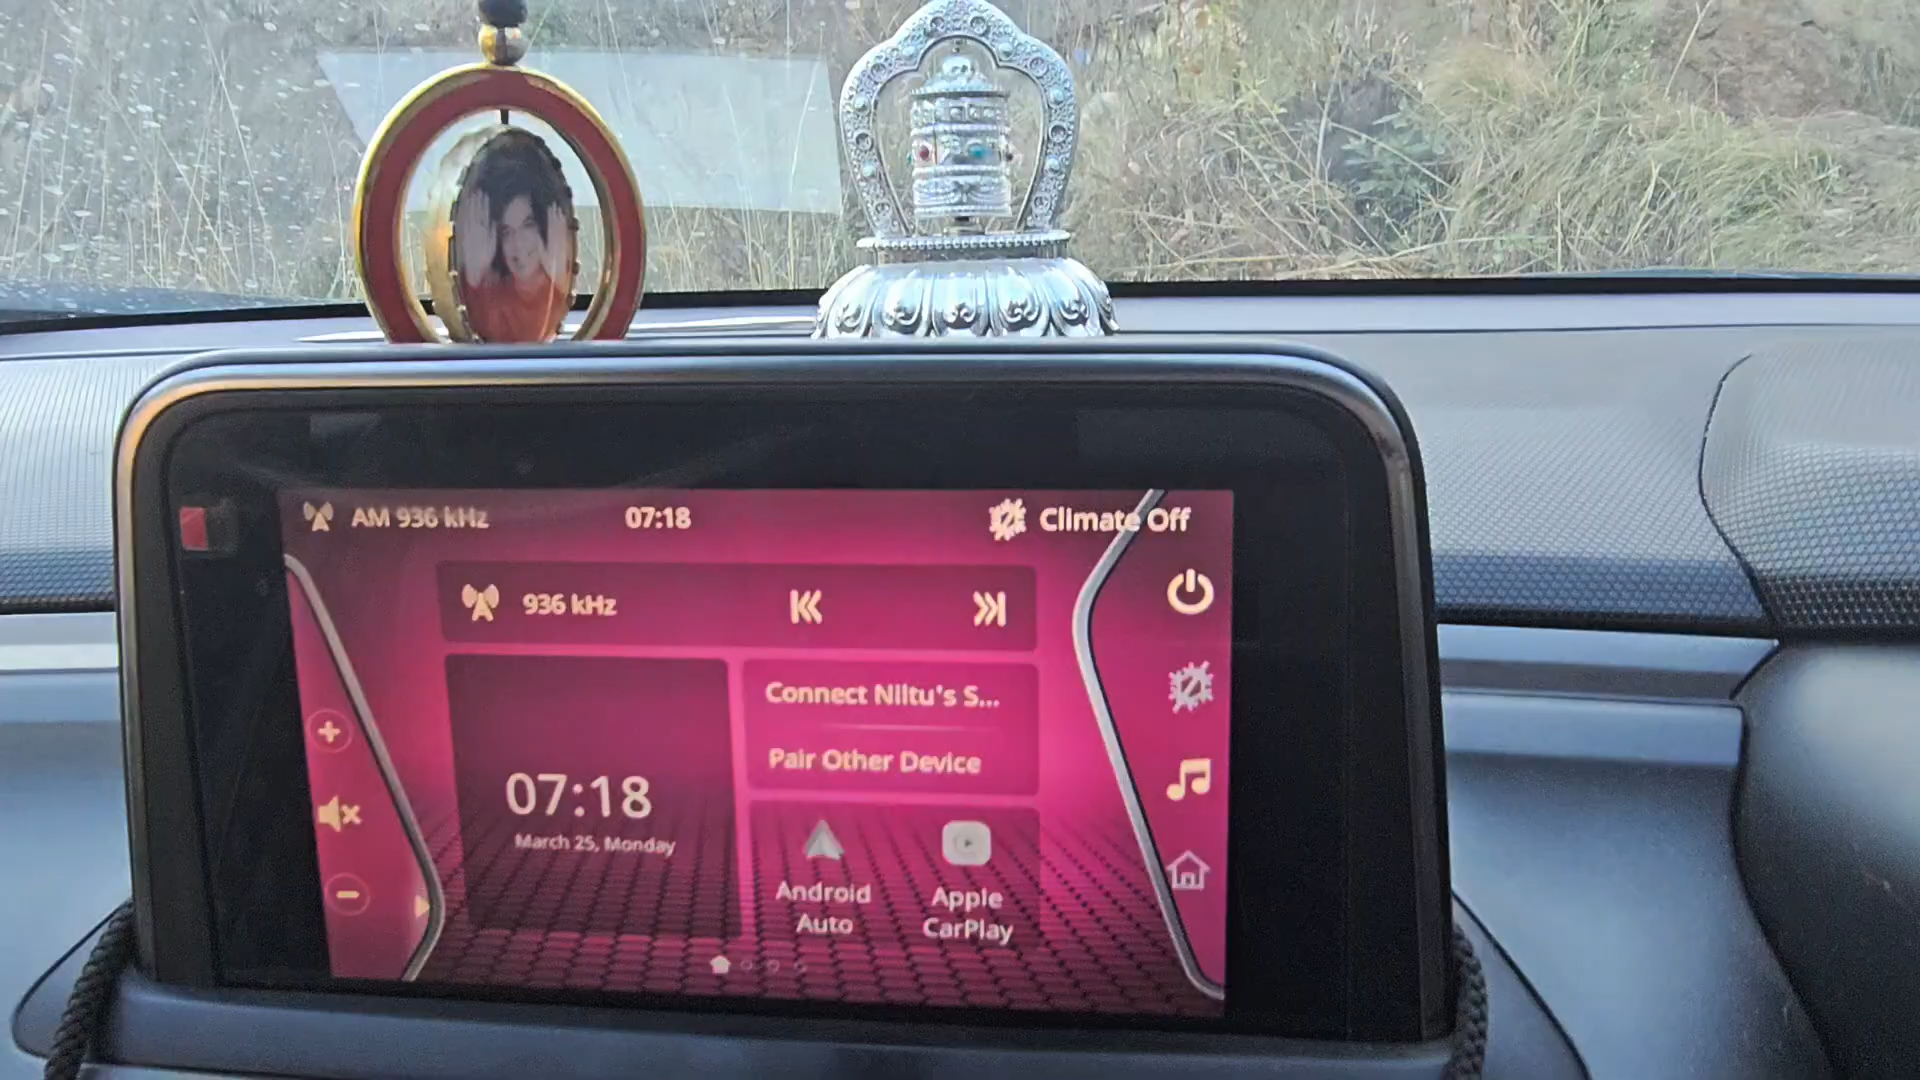 AM 936 kHz
07:18
Climate Off
936 kHz
Connect Niltu's S...
Pair Other Device
07:18
March 25, Monday
Android
Auto
Apple
CarPlay